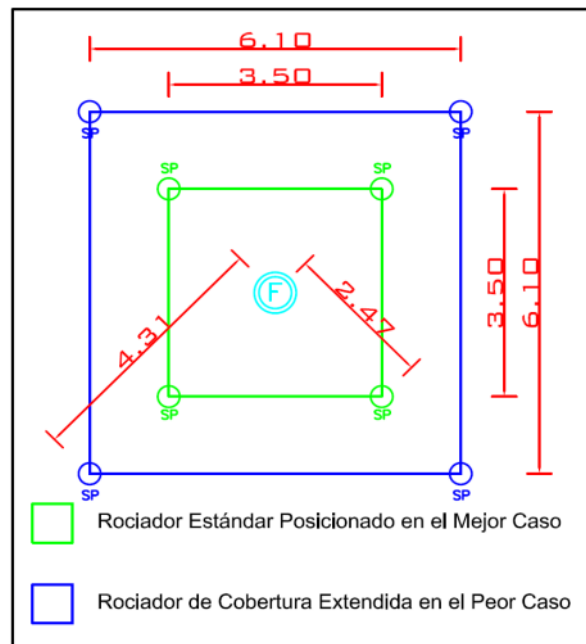 6.10
3.50
SP
SP
SP
SP
F
4.31
2.47
3.50
6.10
SP
SP
SP
SP
Rociador Estándar Posicionado en el Mejor Caso
Rociador de Cobertura Extendida en el Peor Caso